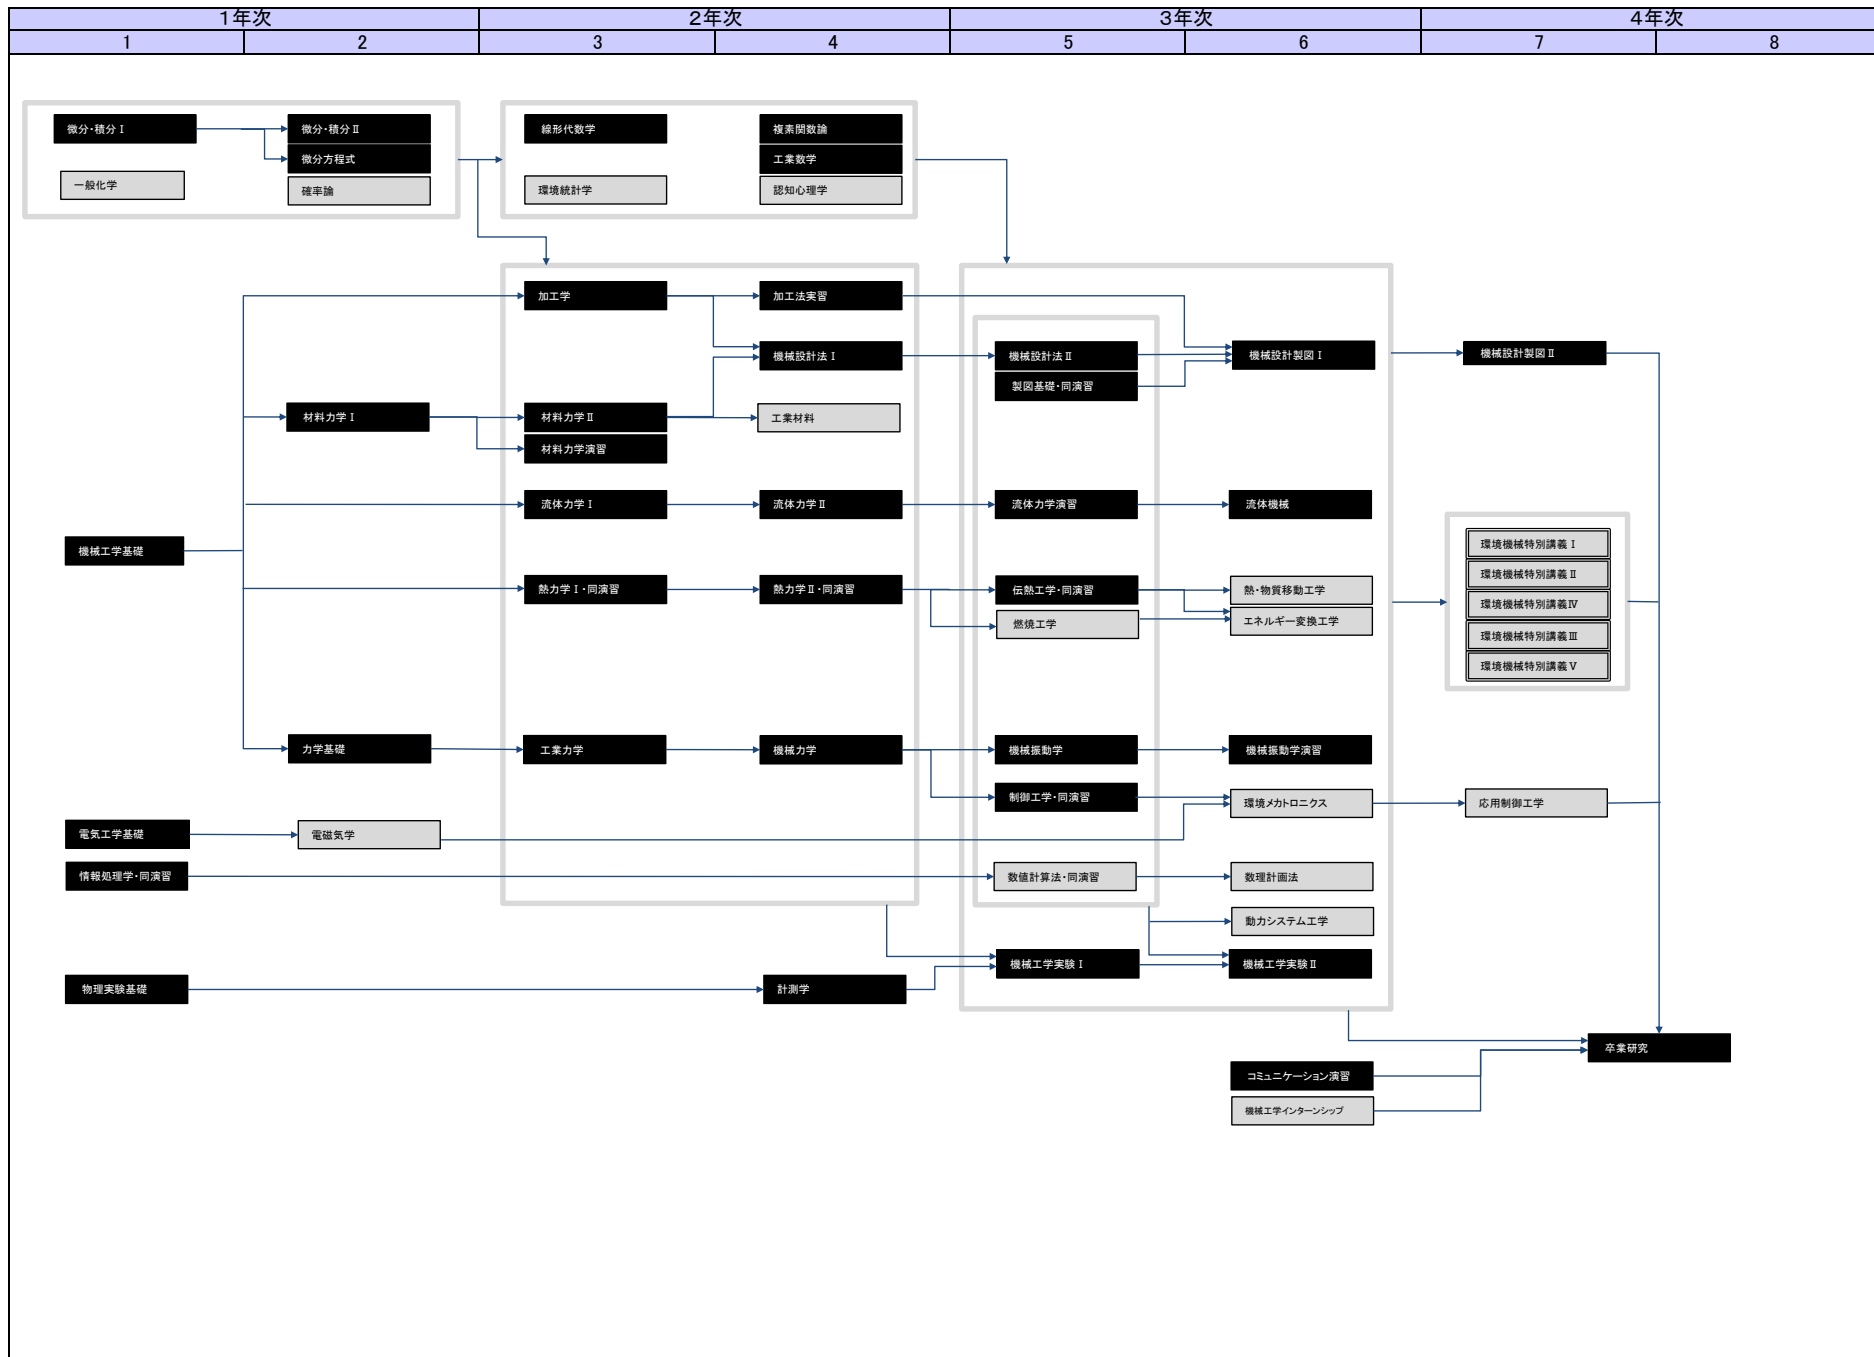 1年次
2年次
3年次
4年次
1
2
3
4
5
6
7
8
微分・積分Ⅰ
微分・積分Ⅱ
微分方程式
一般化学
確率論
線形代数学
複素関数論
工業数学
環境統計学
認知心理学
加工学
加工法実習
機械設計法Ⅰ
機械設計法Ⅱ
機械設計製図Ⅰ
機械設計製図Ⅱ
製図基礎・同演習
材料力学Ⅰ
材料力学Ⅱ
工業材料
材料力学演習
流体力学Ⅰ
流体力学Ⅱ
流体力学演習
流体機械
機械工学基礎
環境機械特別講義Ⅰ
環境機械特別講義Ⅱ
環境機械特別講義Ⅳ
環境機械特別講義Ⅲ
環境機械特別講義Ⅴ
熱力学Ⅰ・同演習
熱力学Ⅱ・同演習
伝熱工学・同演習
熱・物質移動工学
燃焼工学
エネルギー変換工学
力学基礎
工業力学
機械力学
機械振動学
機械振動学演習
制御工学・同演習
環境メカトロニクス
応用制御工学
電気工学基礎
電磁気学
情報処理学・同演習
数値計算法・同演習
数理計画法
動力システム工学
機械工学実験Ⅰ
機械工学実験Ⅱ
物理実験基礎
計測学
卒業研究
コミュニケーション演習
機械工学インターンシップ